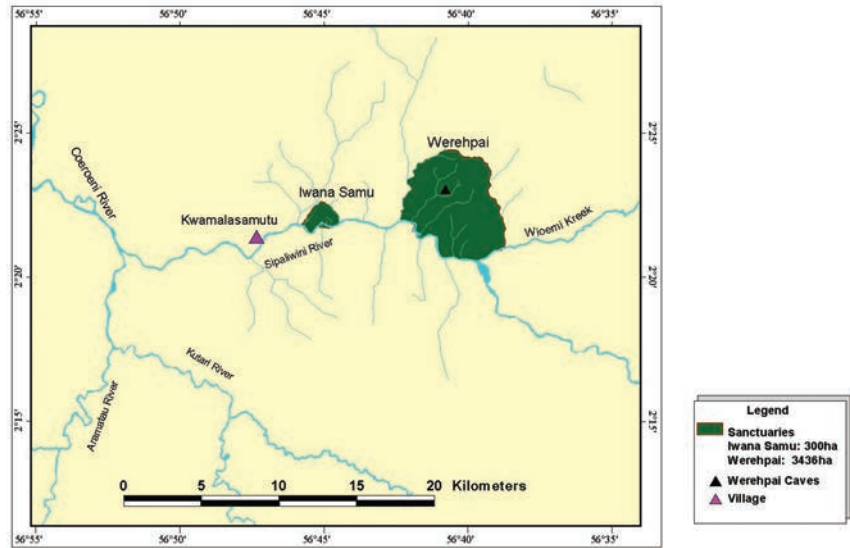 56°55' 56°50' 56°45' 56°40' 56°35'
2°25' 2°25'
Werehpai
Coeroeni River
Iwana Samu
Kwamalasamutu
Wioemi Kreek
Sipaliwini River
2°20' 2°20'
Kutari River
Aramatau River
2°15' 2°15'
0 5 10 15 20 Kilometers
56°55' 56°50' 56°45' 56°40' 56°35'
Legend
Sanctuaries
Iwana Samu: 300ha
Werehpai: 3436ha
Werehpai Caves
Village